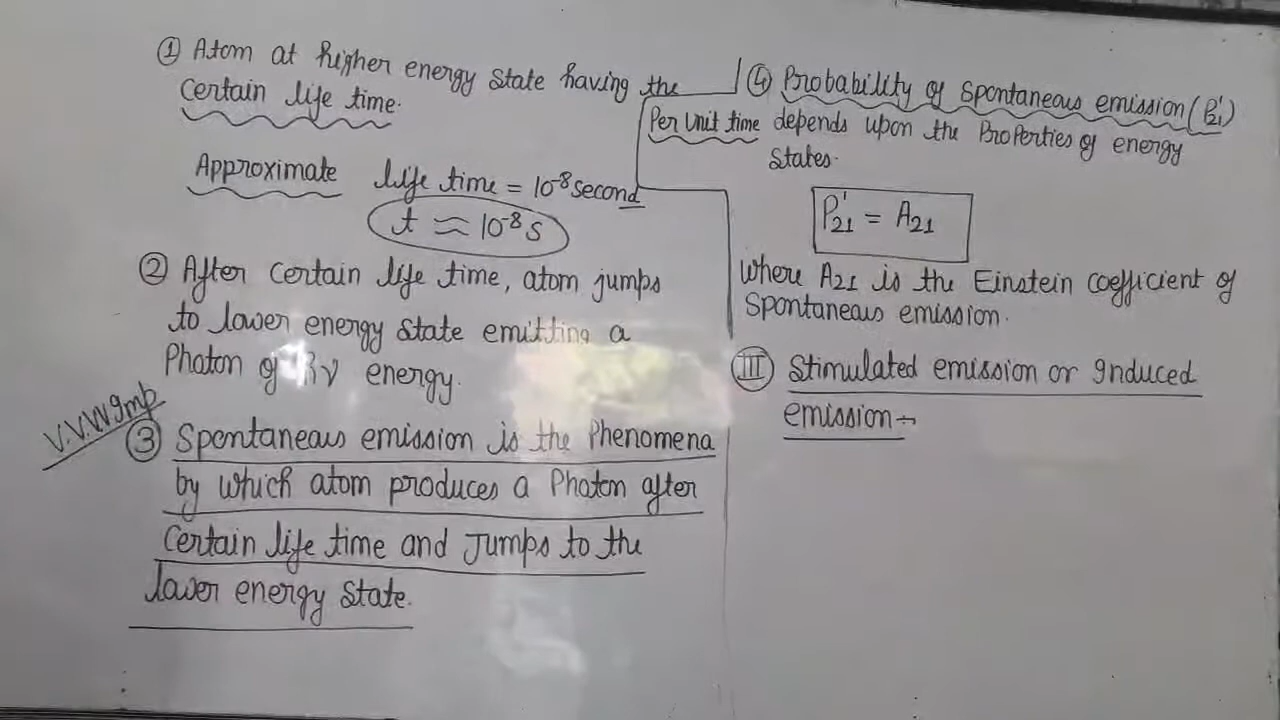 ① Atom at higher energy state having the
certain life time.
Approximate life time = 10⁻⁸ second
t ≈ 10⁻⁸ s
② After certain life time, atom jumps
to lower energy state emitting a
Photon of hν energy.
V.V.V Imp
③ Spontaneous emission is the Phenomena
by which atom produces a Photon after
certain life time and Jumps to the
lower energy state.
④ Probability of spontaneous emission (P'₂₁)
Per unit time depends upon the Properties of energy
states.
P'₂₁ = A₂₁
where A₂₁ is the Einstein coefficient of
spontaneous emission.
III Stimulated emission or Induced
emission →